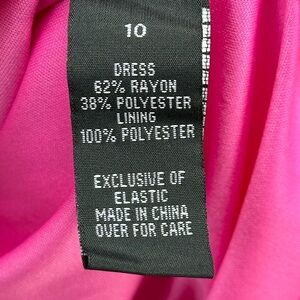 10
DRESS
62% RAYON
38% POLYESTER
LINING
100% POLYESTER
EXCLUSIVE OF
ELASTIC
MADE IN CHINA
OVER FOR CARE